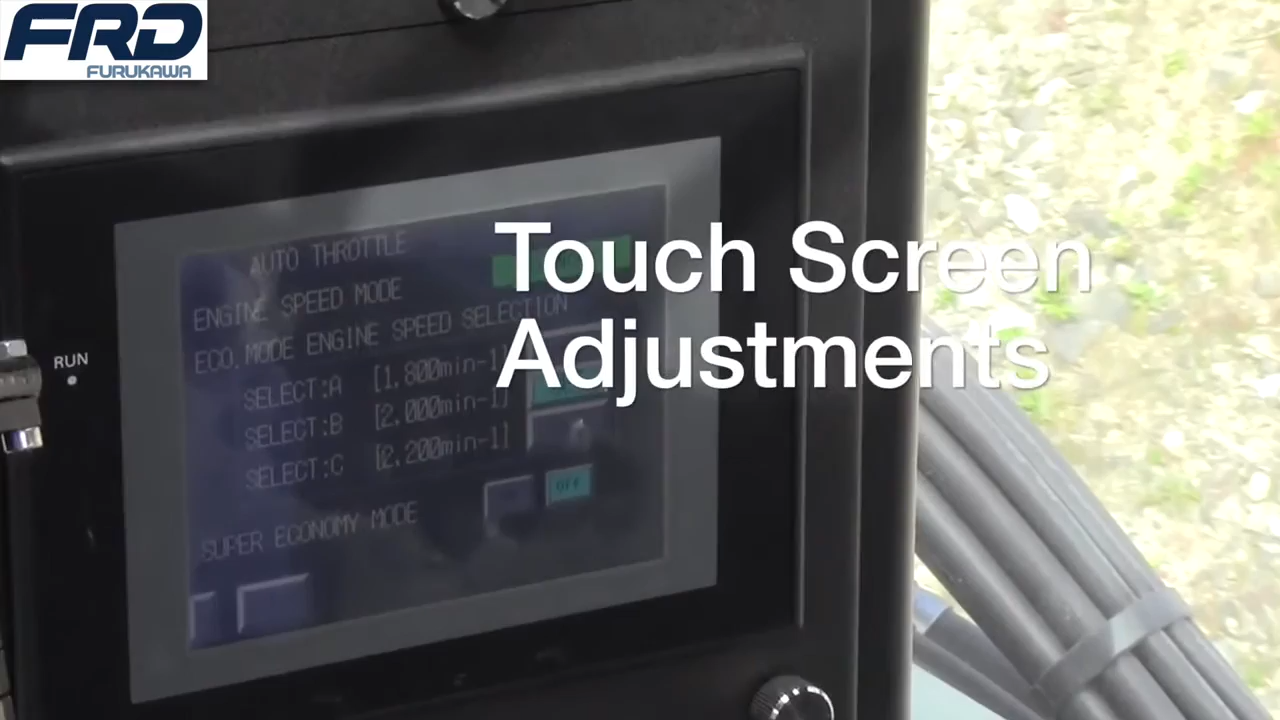 FRD
FURUKAWA
Touch Screen
Adjustments
RUN
AUTO THROTTLE
ENGINE SPEED MODE
ECO.MODE ENGINE SPEED SELECTION
SELECT:A [1,800min-1]
SELECT:B [2,000min-1]
SELECT:C [2,200min-1]
SUPER ECONOMY MODE
OFF